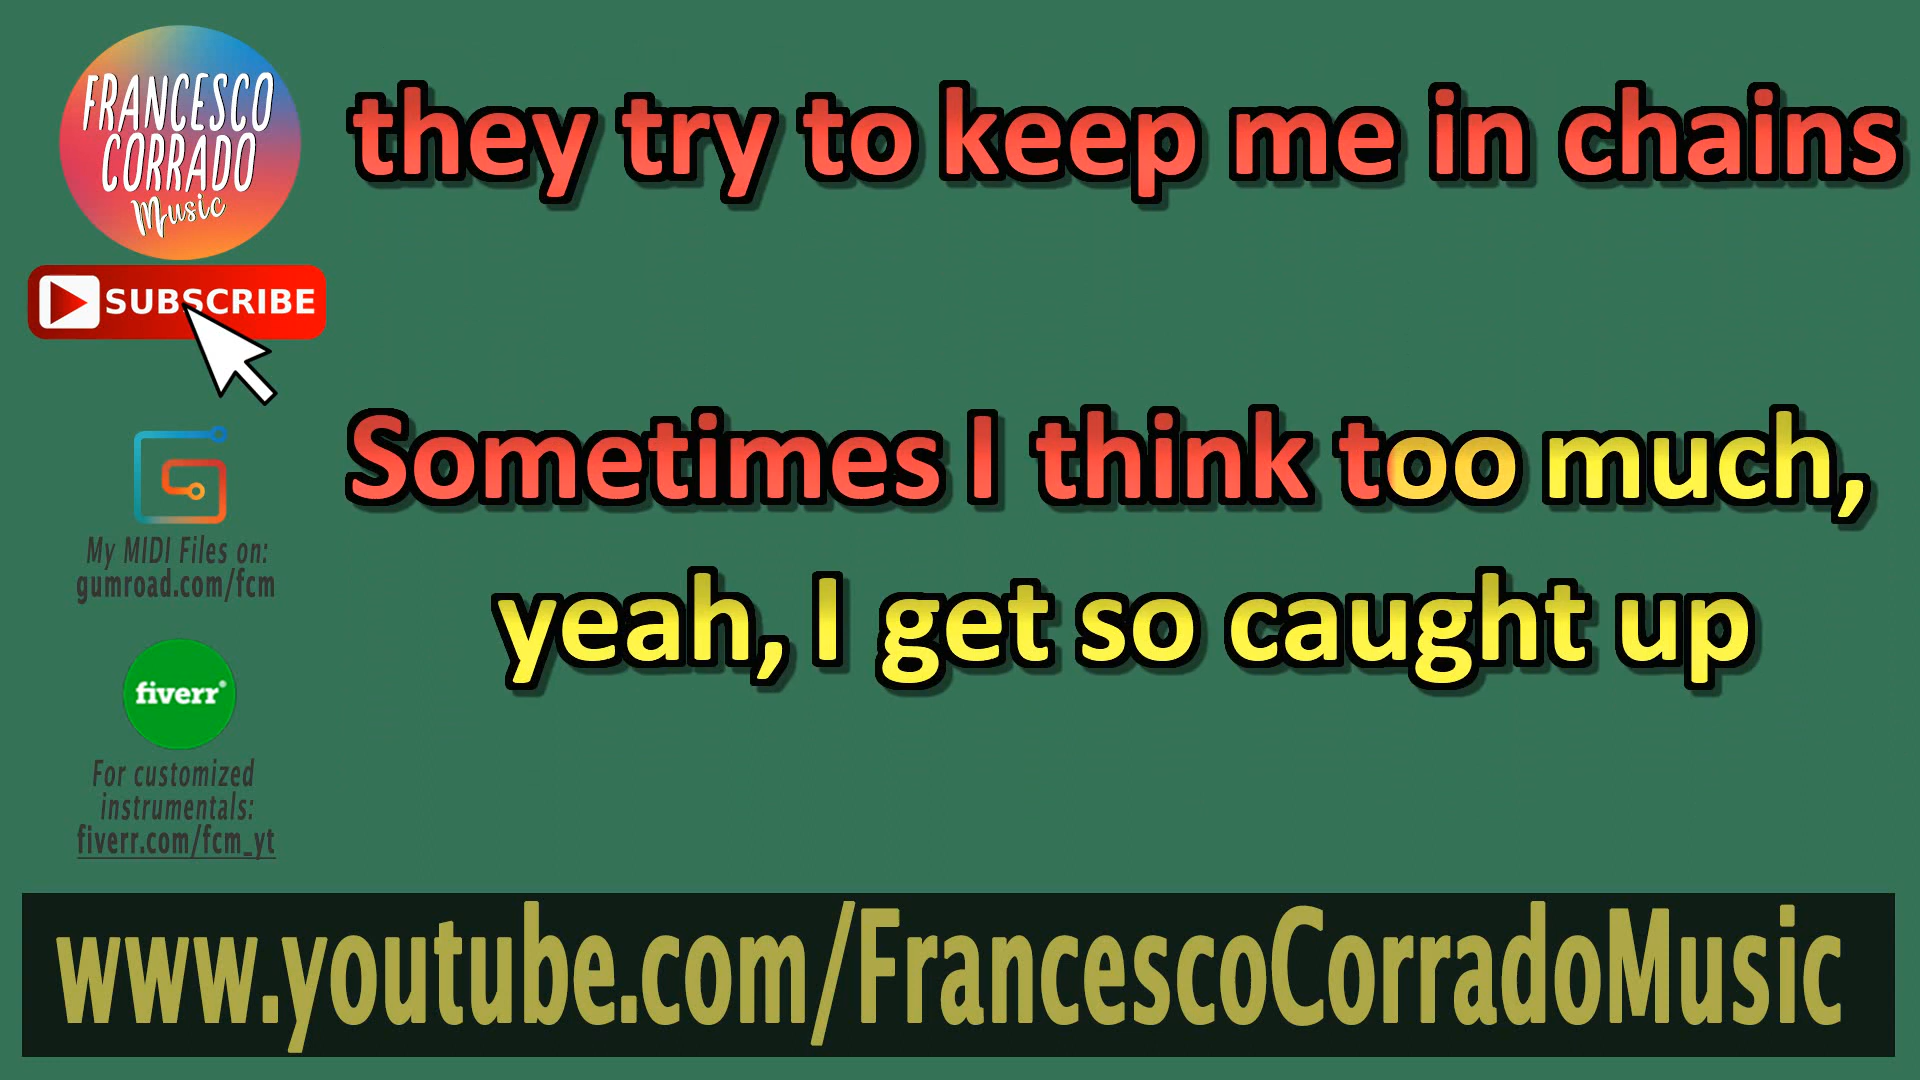 FRANCESCO
CORRADO
Music
SUBSCRIBE
My MIDI Files on:
gumroad.com/fcm
fiverr®
For customized
instrumentals:
fiverr.com/fcm_yt
they try to keep me in chains
Sometimes I think too much,
yeah, I get so caught up
www.youtube.com/FrancescoCorradoMusic